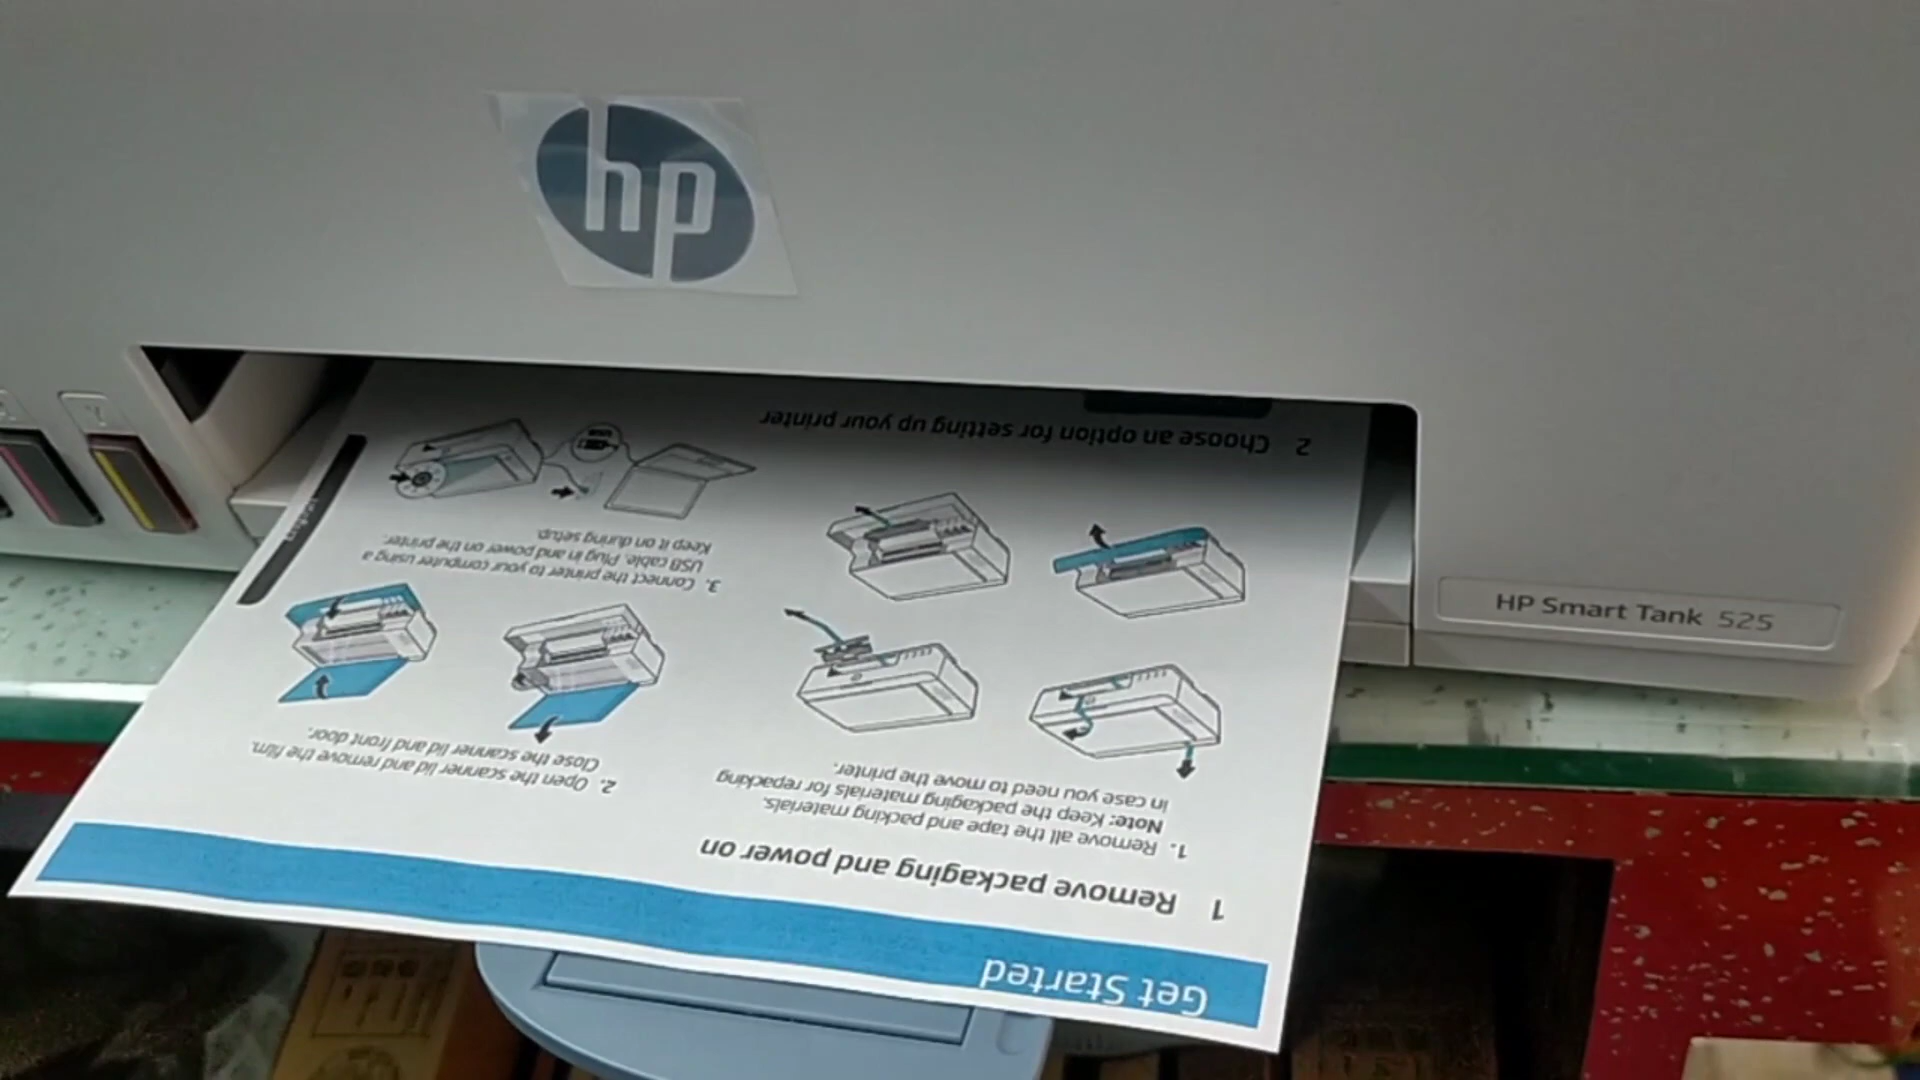 hp
HP Smart Tank 525
Y
Get Started
1 Remove packaging and power on
1. Remove all the tape and packing materials.
Note: Keep the packaging materials for repacking
in case you need to move the printer.
2. Open the scanner lid and remove the film.
Close the scanner lid and front door.
3. Connect the printer to your computer using a
USB cable. Plug in and power on the printer.
Keep it on during setup.
2 Choose an option for setting up your printer